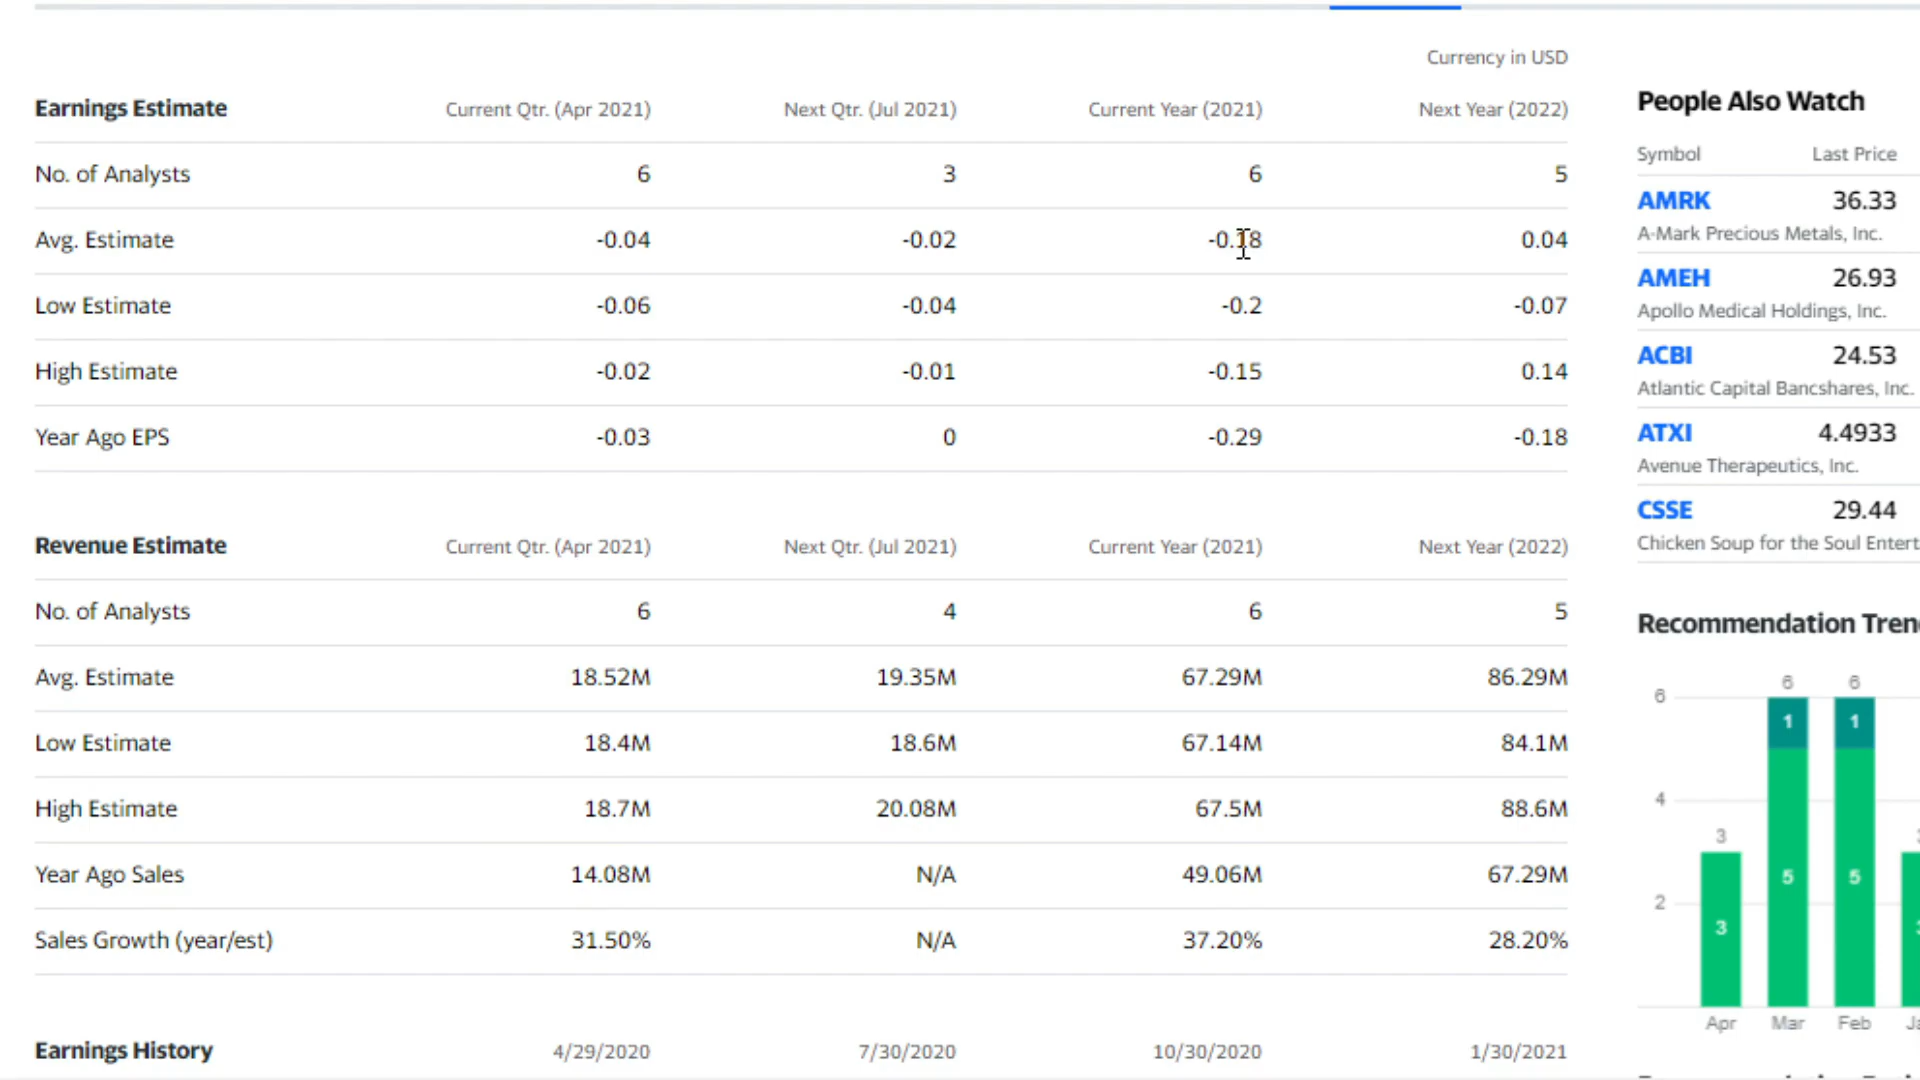 Currency in USD
Earnings Estimate Current Qtr. (Apr 2021) Next Qtr. (Jul 2021) Current Year (2021) Next Year (2022)
No. of Analysts 6 3 6 5
Avg. Estimate -0.04 -0.02 -0.18 0.04
Low Estimate -0.06 -0.04 -0.2 -0.07
High Estimate -0.02 -0.01 -0.15 0.14
Year Ago EPS -0.03 0 -0.29 -0.18
Revenue Estimate Current Qtr. (Apr 2021) Next Qtr. (Jul 2021) Current Year (2021) Next Year (2022)
No. of Analysts 6 4 6 5
Avg. Estimate 18.52M 19.35M 67.29M 86.29M
Low Estimate 18.4M 18.6M 67.14M 84.1M
High Estimate 18.7M 20.08M 67.5M 88.6M
Year Ago Sales 14.08M N/A 49.06M 67.29M
Sales Growth (year/est) 31.50% N/A 37.20% 28.20%
Earnings History 4/29/2020 7/30/2020 10/30/2020 1/30/2021
People Also Watch
Symbol Last Price
AMRK 36.33
A-Mark Precious Metals, Inc.
AMEH 26.93
Apollo Medical Holdings, Inc.
ACBI 24.53
Atlantic Capital Bancshares, Inc.
ATXI 4.4933
Avenue Therapeutics, Inc.
CSSE 29.44
Chicken Soup for the Soul Entert
Recommendation Tren
6 6
6
1 1
4
3
5 5
2
3
Apr Mar Feb